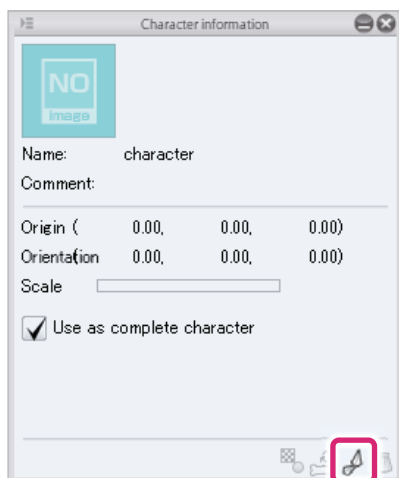 Character information
NO
image
Name: character
Comment:
Origin ( 0.00, 0.00, 0.00)
Orientation ( 0.00, 0.00, 0.00)
Scale
Use as complete character